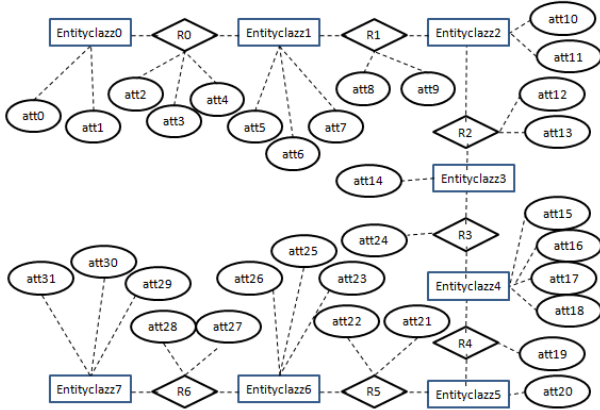 Entityclazz0
R0
Entityclazz1
R1
Entityclazz2
att10
att11
att0
att1
att2
att3
att4
att5
att6
att7
att8
att9
att12
R2
att13
att14
Entityclazz3
att24
R3
att15
att16
att17
att18
Entityclazz4
att31
att30
att29
att26
att25
att23
att28
att27
att22
att21
R4
att19
Entityclazz7
R6
Entityclazz6
R5
Entityclazz5
att20